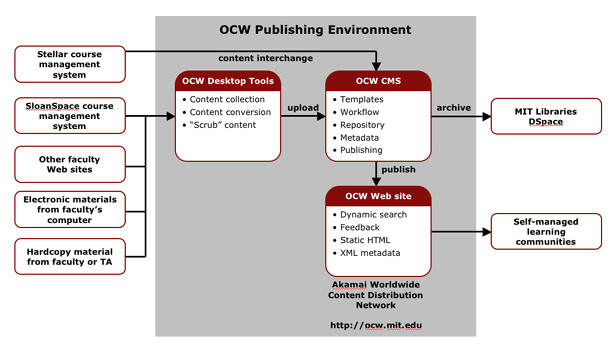 OCW Publishing Environment
Stellar course
management
system
content interchange
SloanSpace course
management
system
Other faculty
Web sites
Electronic materials
from faculty's
computer
Hardcopy material
from faculty or TA
OCW Desktop Tools
• Content collection
• Content conversion
• "Scrub" content
upload
OCW CMS
• Templates
• Workflow
• Repository
• Metadata
• Publishing
archive
MIT Libraries
DSpace
publish
OCW Web site
• Dynamic search
• Feedback
• Static HTML
• XML metadata
Self-managed
learning
communities
Akamai Worldwide
Content Distribution
Network
http://ocw.mit.edu